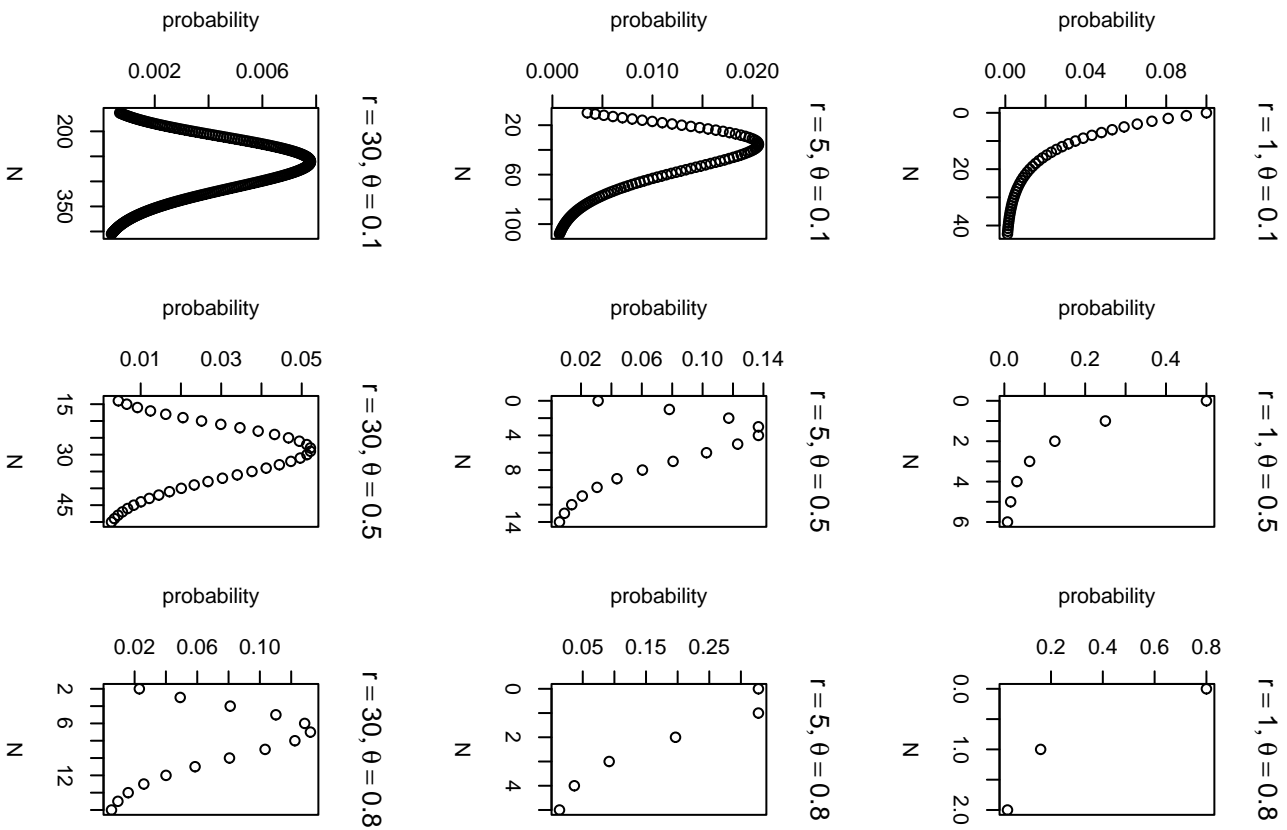 r = 1, θ = 0.1
probability
0.00 0.04 0.08
0 20 40
N
r = 1, θ = 0.5
probability
0.0 0.2 0.4
0 2 4 6
N
r = 1, θ = 0.8
probability
0.2 0.4 0.6 0.8
0.0 1.0 2.0
N
r = 5, θ = 0.1
probability
0.000 0.010 0.020
20 60 100
N
r = 5, θ = 0.5
probability
0.02 0.06 0.10 0.14
0 4 8 14
N
r = 5, θ = 0.8
probability
0.05 0.15 0.25
0 2 4
N
r = 30, θ = 0.1
probability
0.002 0.006
200 350
N
r = 30, θ = 0.5
probability
0.01 0.03 0.05
15 30 45
N
r = 30, θ = 0.8
probability
0.02 0.06 0.10
2 6 12
N